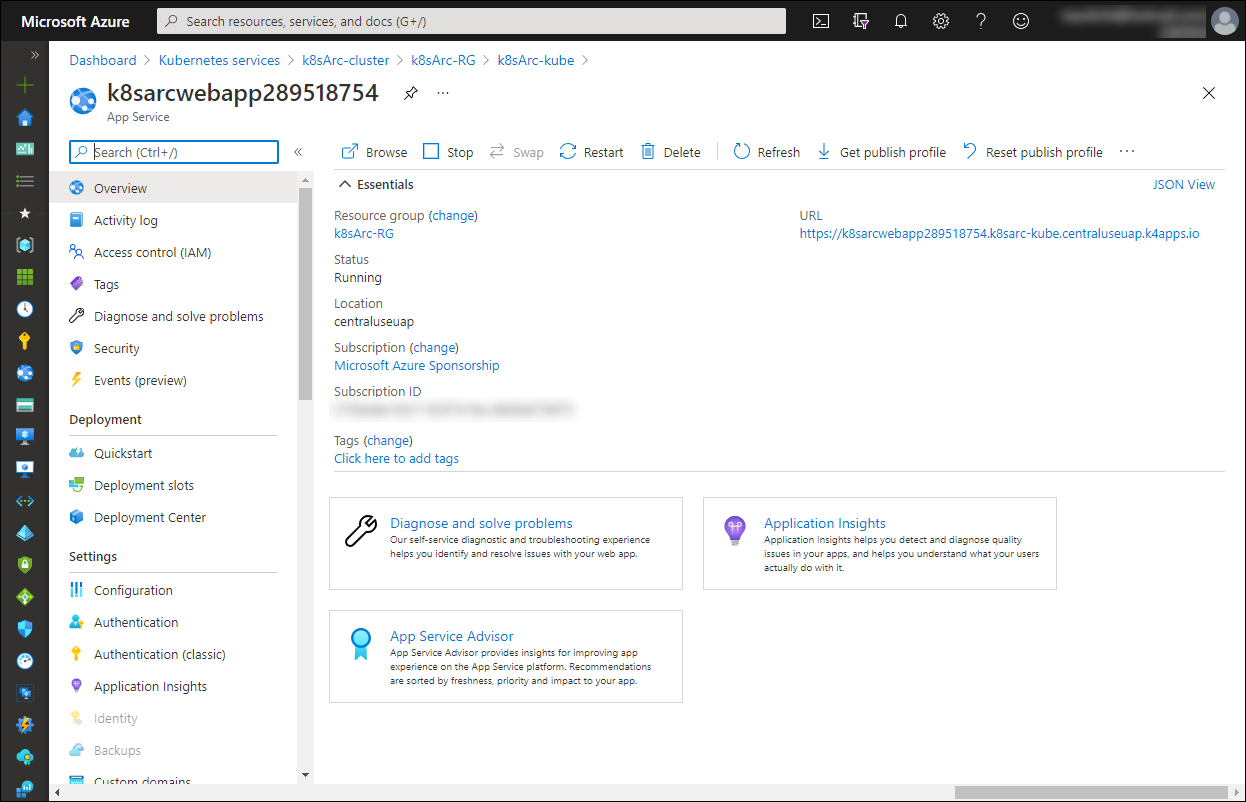 Microsoft Azure
Search resources, services, and docs (G+/)
Dashboard > Kubernetes services > k8sArc-cluster > k8sArc-RG > k8sArc-kube >
k8sarcwebapp289518754
App Service
Search (Ctrl+/)
Browse Stop Swap Restart Delete Refresh Get publish profile Reset publish profile
Overview
Activity log
Access control (IAM)
Tags
Diagnose and solve problems
Security
Events (preview)
Deployment
Quickstart
Deployment slots
Deployment Center
Settings
Configuration
Authentication
Authentication (classic)
Application Insights
Identity
Backups
Custom domains
Essentials
JSON View
Resource group (change)
k8sArc-RG
Status
Running
Location
centraluseuap
Subscription (change)
Microsoft Azure Sponsorship
Subscription ID
Tags (change)
Click here to add tags
URL
https://k8sarcwebapp289518754.k8sarc-kube.centraluseuap.k4apps.io
Diagnose and solve problems
Our self-service diagnostic and troubleshooting experience
helps you identify and resolve issues with your web app.
Application Insights
Application Insights helps you detect and diagnose quality
issues in your apps, and helps you understand what your users
actually do with it.
App Service Advisor
App Service Advisor provides insights for improving app
experience on the App Service platform. Recommendations
are sorted by freshness, priority and impact to your app.